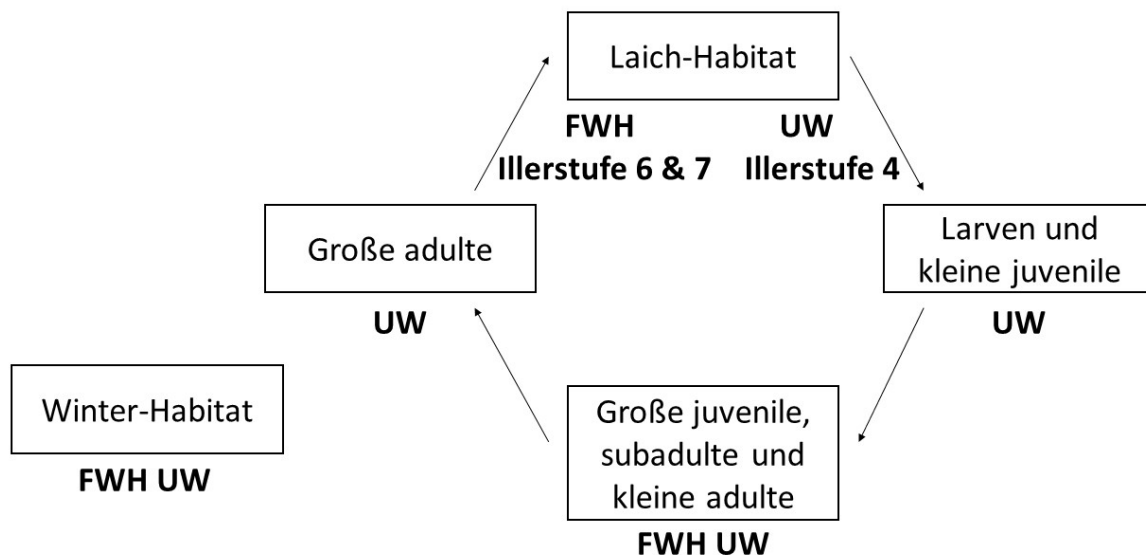 Laich-Habitat
FWH UW
Illerstufe 6 & 7 Illerstufe 4
Große adulte
UW
Larven und
kleine juvenile
UW
Winter-Habitat
FWH UW
Große juvenile,
subadulte und
kleine adulte
FWH UW